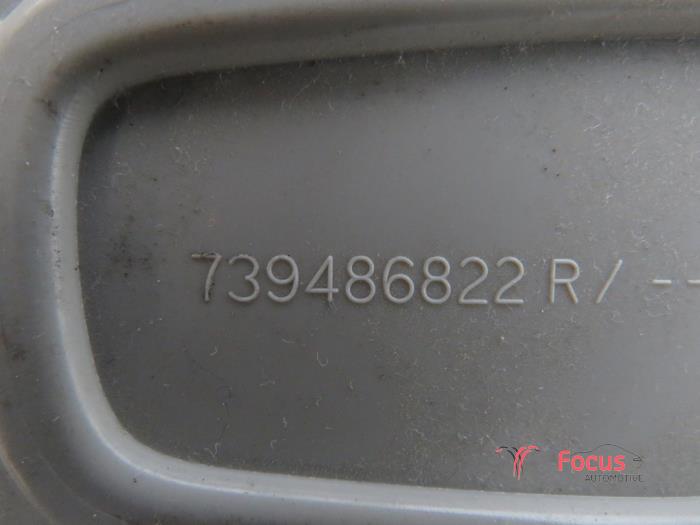 739486822 R / --
Focus
AUTOMOTIVE